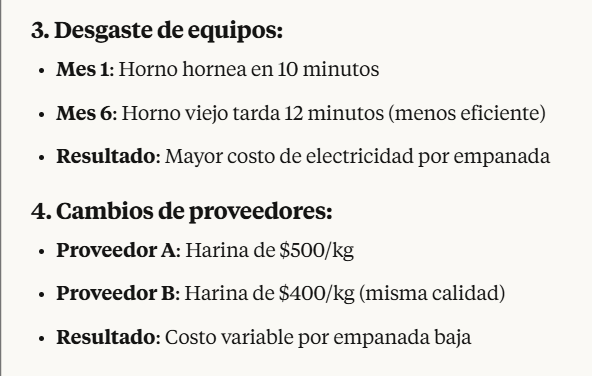 3. Desgaste de equipos:
• Mes 1: Horno hornea en 10 minutos
• Mes 6: Horno viejo tarda 12 minutos (menos eficiente)
• Resultado: Mayor costo de electricidad por empanada
4. Cambios de proveedores:
• Proveedor A: Harina de $500/kg
• Proveedor B: Harina de $400/kg (misma calidad)
• Resultado: Costo variable por empanada baja